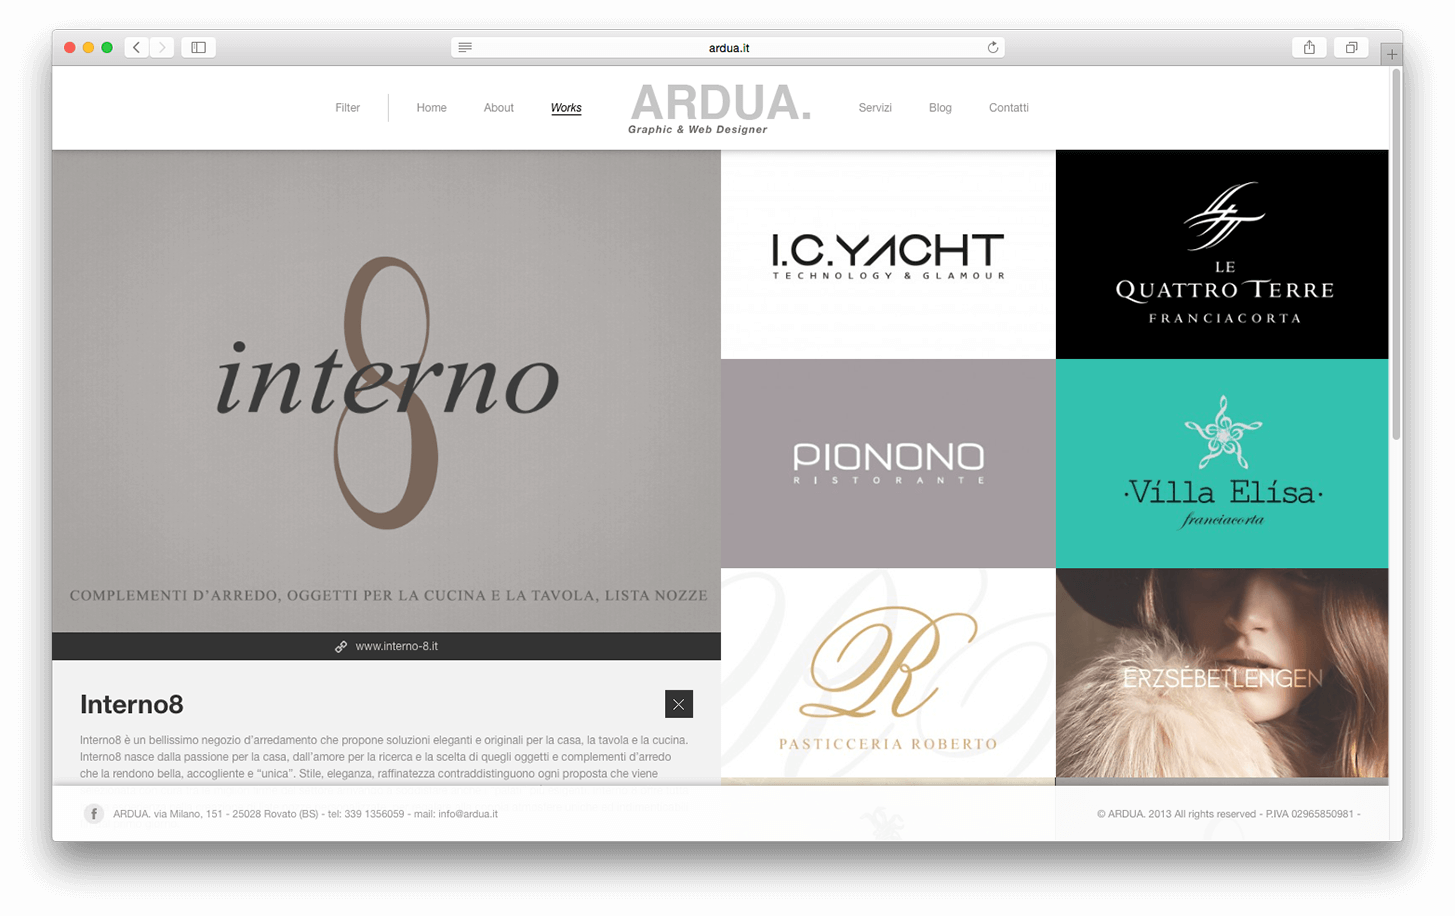 ardua.it
Filter
Home
About
Works
ARDUA.
Graphic & Web Designer
Servizi
Blog
Contatti
interno
8
COMPLEMENTI D’ARREDO, OGGETTI PER LA CUCINA E LA TAVOLA, LISTA NOZZE
www.interno-8.it
Interno8
Interno8 è un bellissimo negozio d’arredamento che propone soluzioni eleganti e originali per la casa, la tavola e la cucina.
Interno8 nasce dalla passione per la casa, dall’amore per la ricerca e la scelta di quegli oggetti e complementi d’arredo
che la rendono bella, accogliente e “unica”. Stile, eleganza, raffinatezza contraddistinguono ogni proposta che viene
I.C.YACHT
TECHNOLOGY & GLAMOUR
LE
QUATTRO TERRE
FRANCIACORTA
PIONONO
RISTORANTE
·Vílla Elísa·
franciacorta
R
PASTICCERIA ROBERTO
ERZSÉBETLENGEN
f
ARDUA. via Milano, 151 - 25028 Rovato (BS) - tel: 339 1356059 - mail: info@ardua.it
© ARDUA. 2013 All rights reserved - P.IVA 02965850981 -